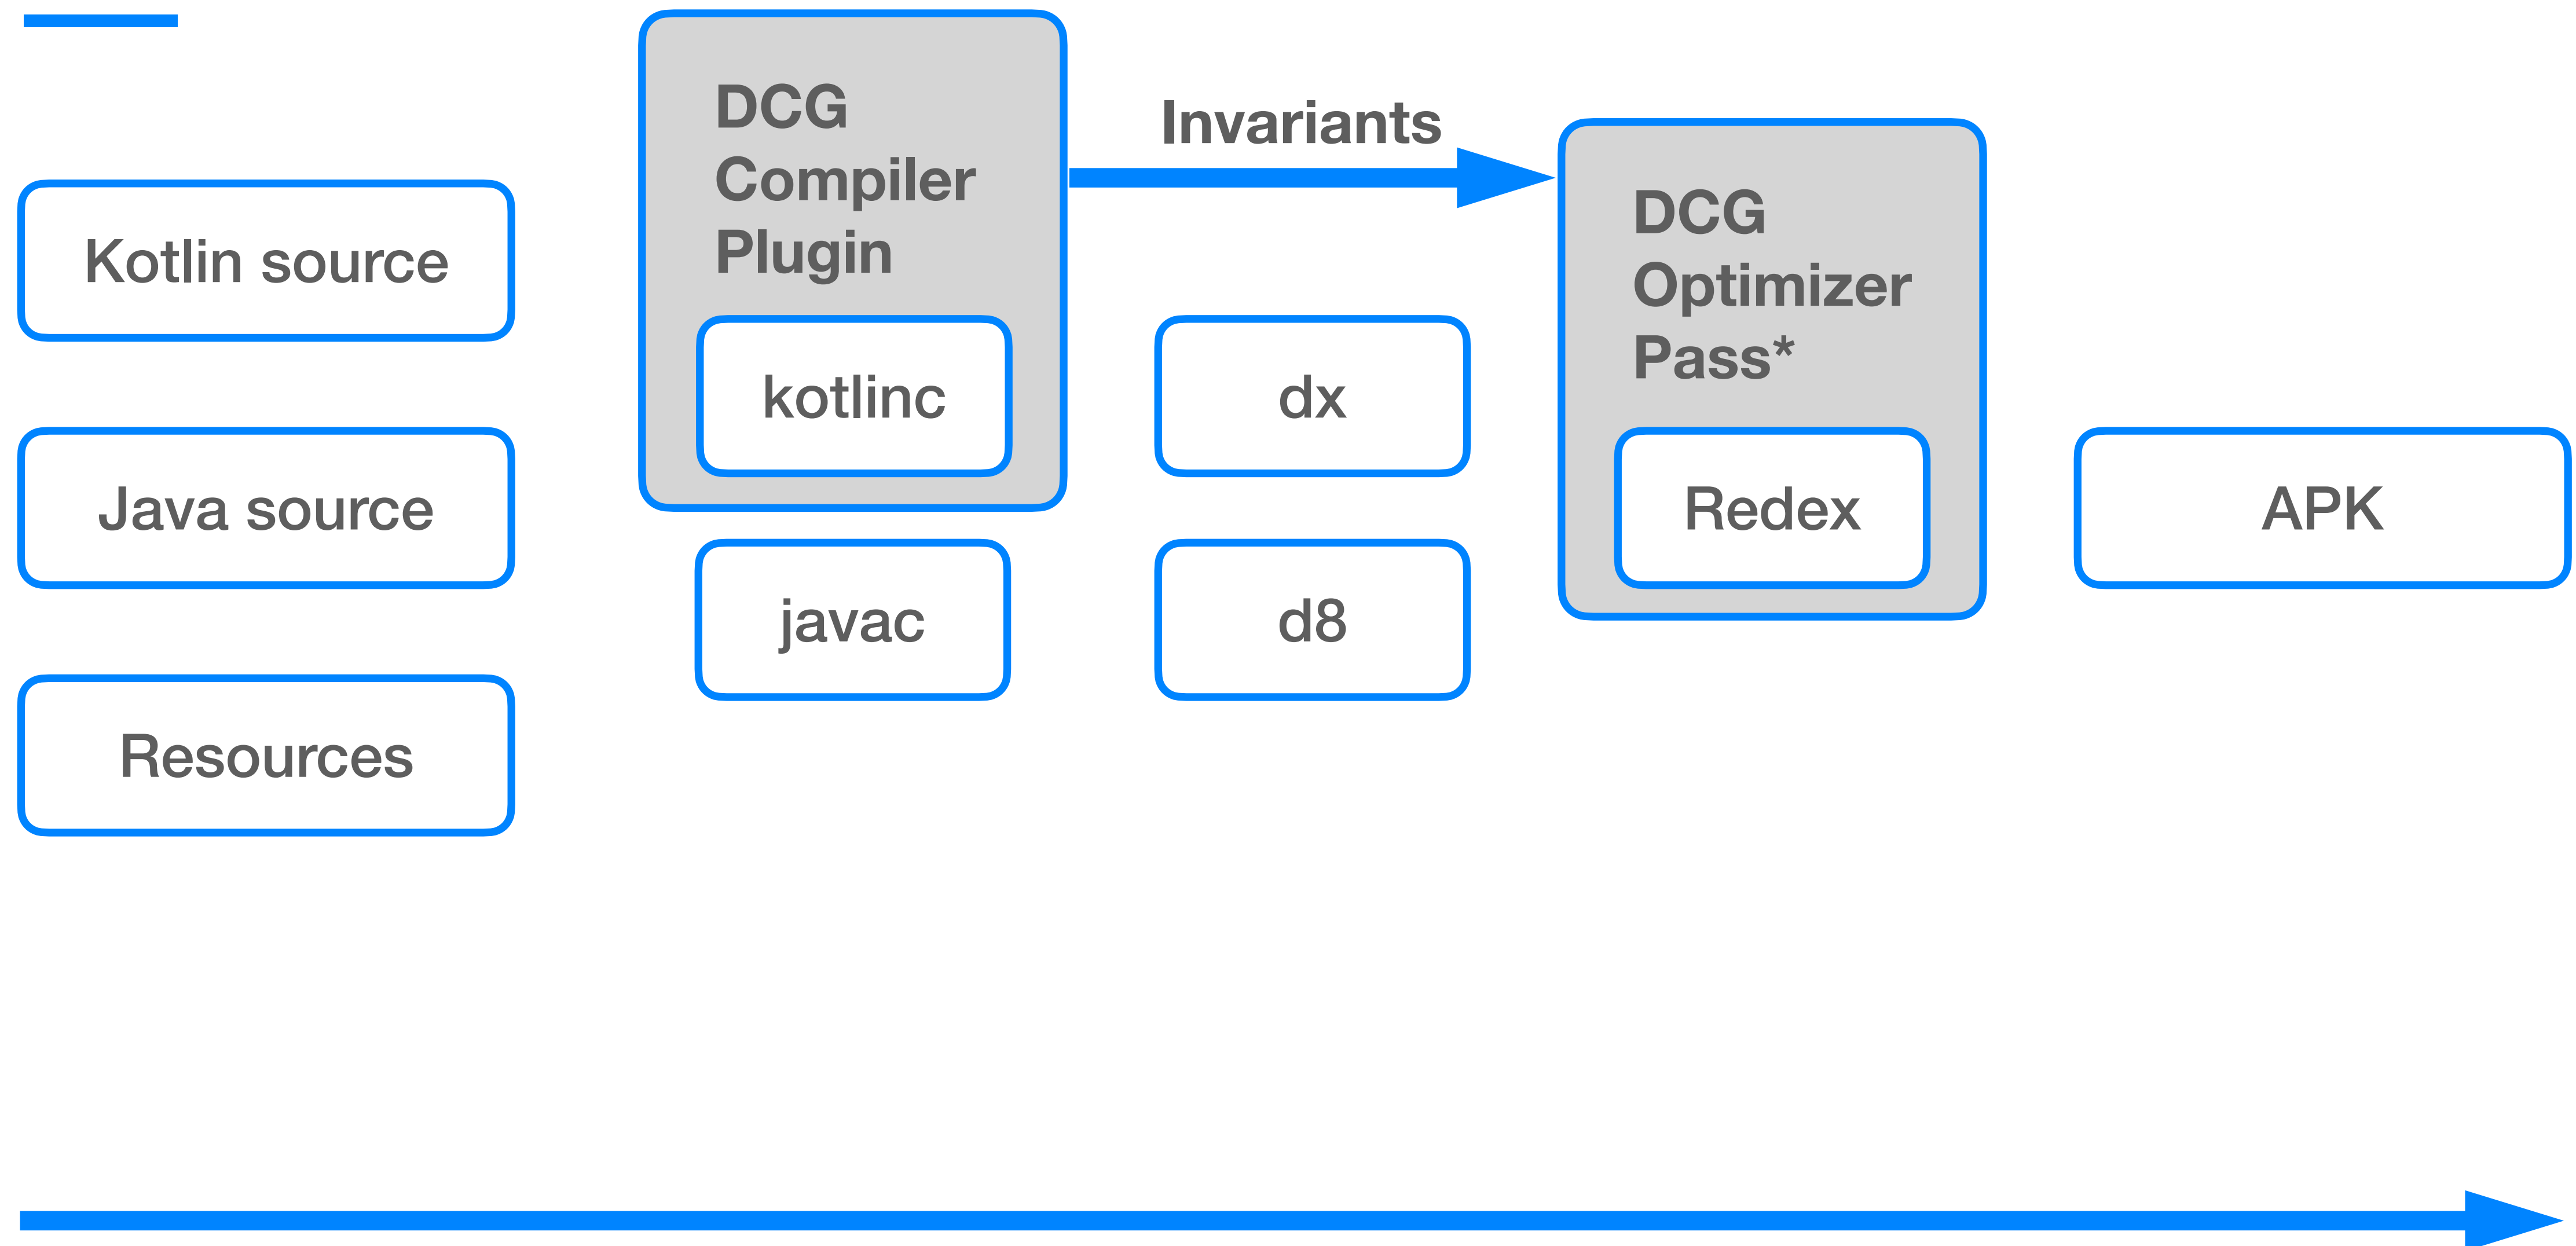 Kotlin source
Java source
Resources
DCG
Compiler
Plugin
kotlinc
javac
Invariants
dx
d8
DCG
Optimizer
Pass*
Redex
APK